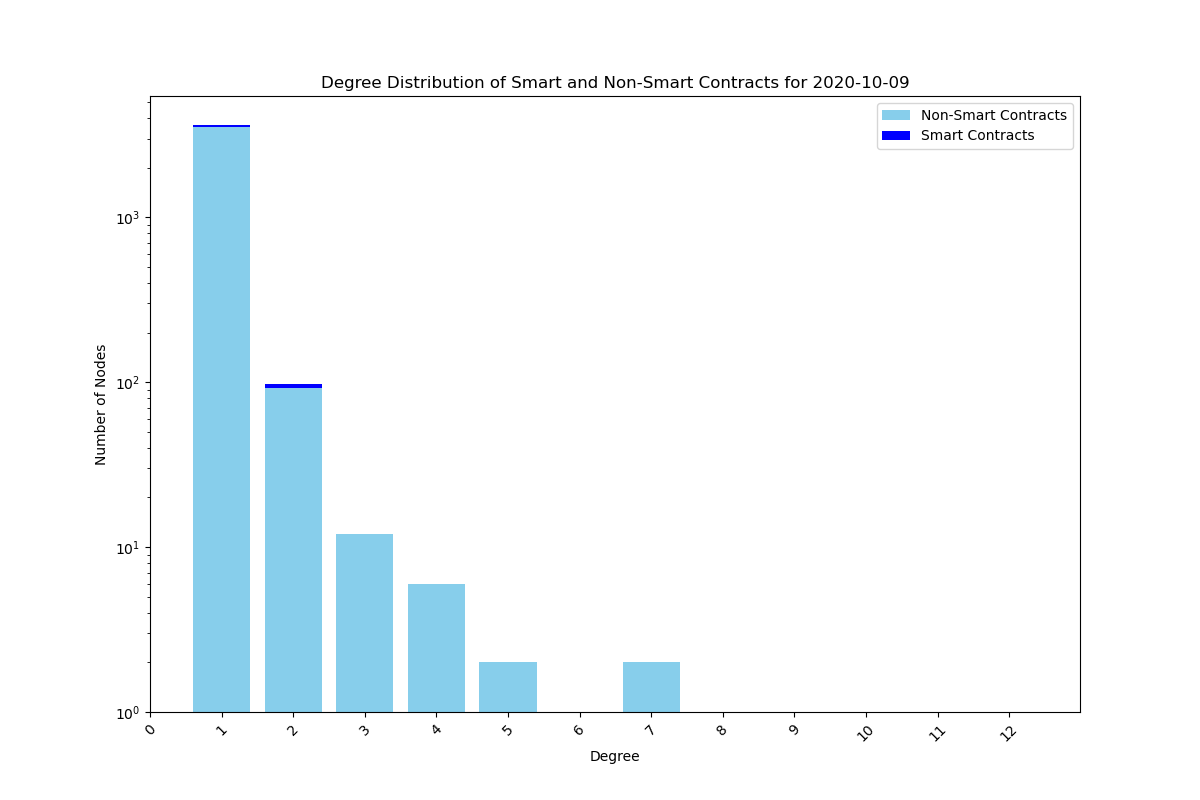 Degree Distribution of Smart and Non-Smart Contracts for 2020-10-09
Non-Smart Contracts
Smart Contracts
Number of Nodes
10³
10²
10¹
10⁰
0 1 2 3 4 5 6 7 8 9 10 11 12
Degree